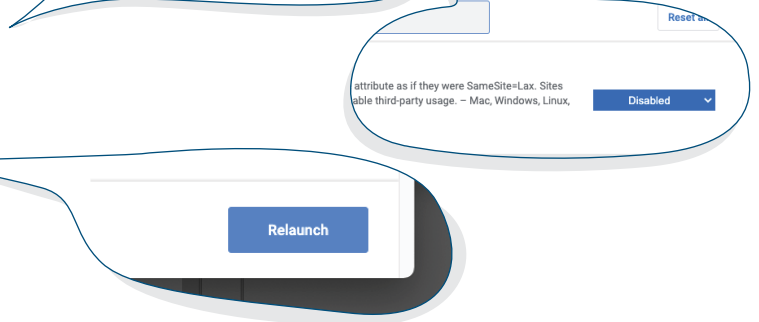 Reset
attribute as if they were SameSite=Lax. Sites
able third-party usage. – Mac, Windows, Linux,
Disabled
Relaunch